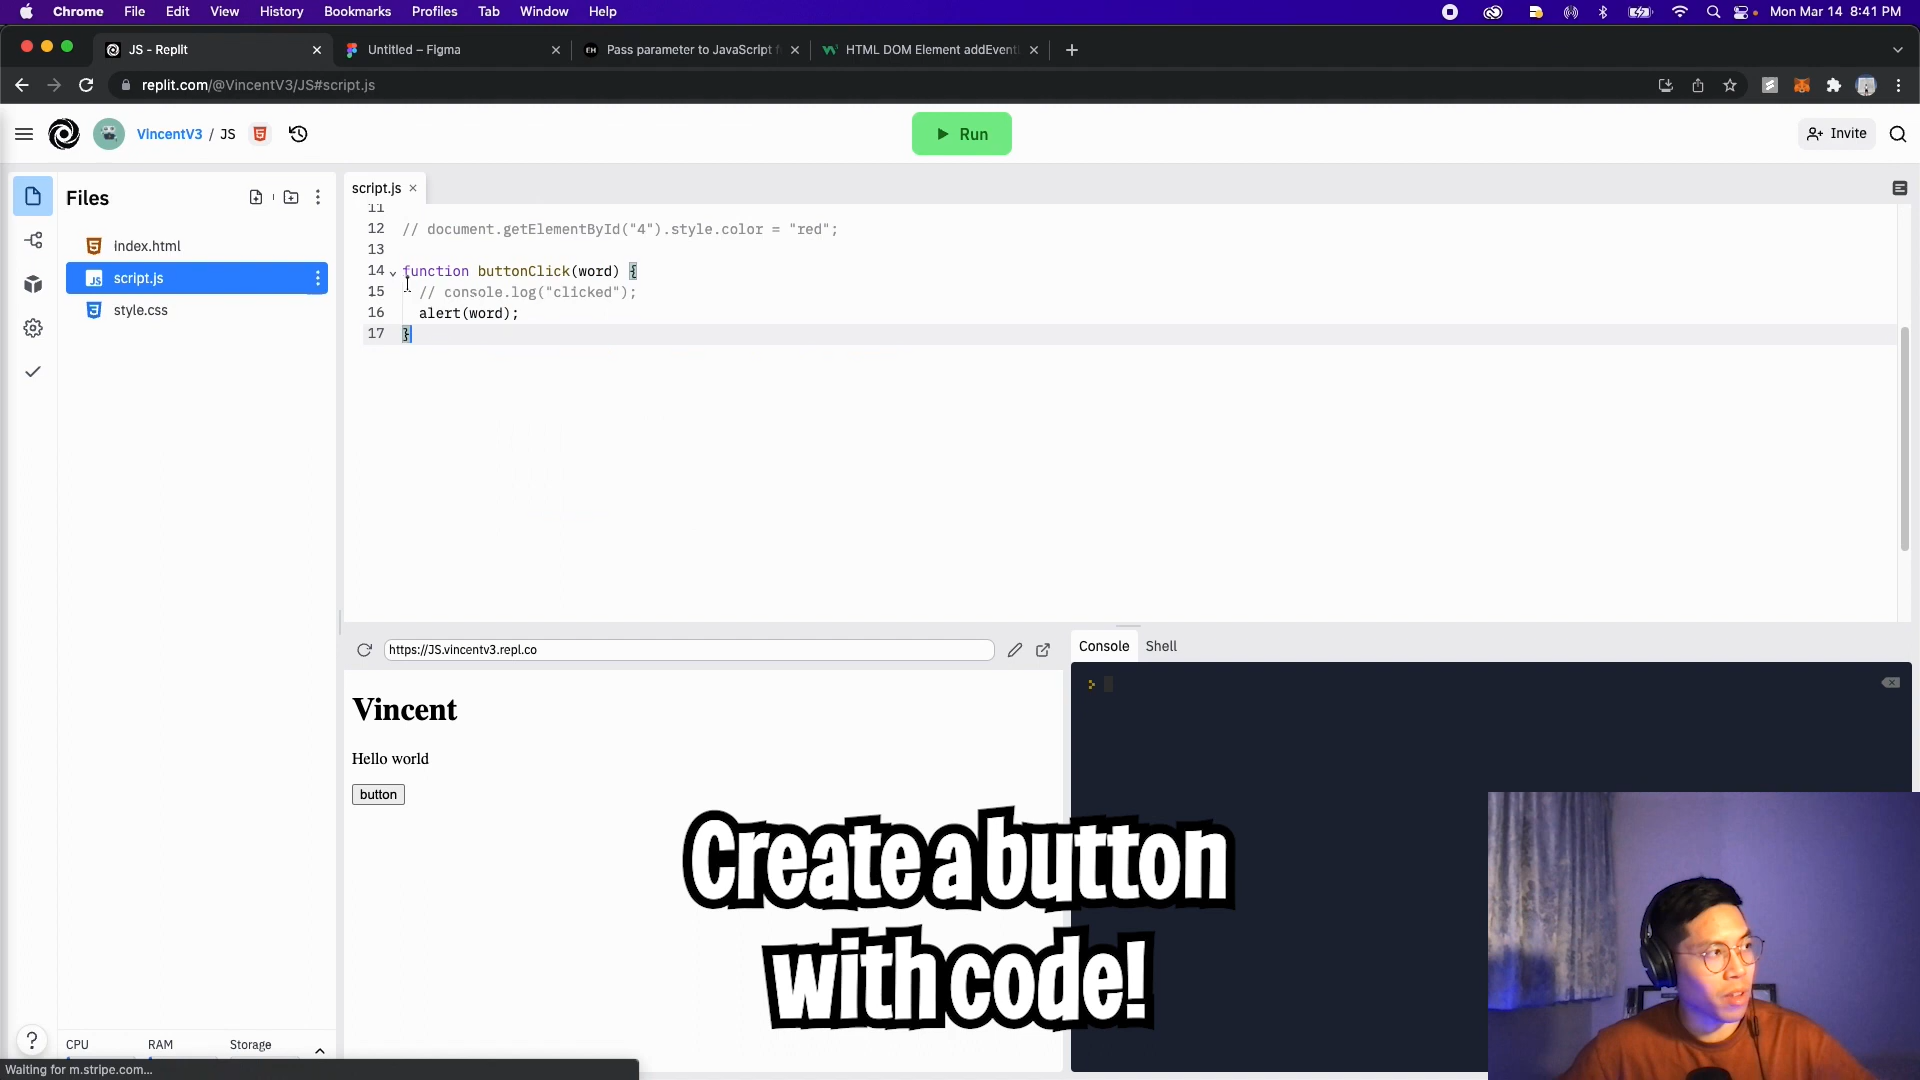 Chrome File Edit View History Bookmarks Profiles Tab Window Help Mon Mar 14 8:41 PM
JS - Replit Untitled – Figma Pass parameter to JavaScript HTML DOM Element addEvent
replit.com/@VincentV3/JS#script.js
VincentV3 / JS Run Invite
Files
index.html
script.js
style.css
script.js
11
12 // document.getElementById("4").style.color = "red";
13
14 function buttonClick(word) {
15 // console.log("clicked");
16 alert(word);
17 }
https://JS.vincentv3.repl.co
Console Shell
Vincent
Hello world
button
Create a button
with code!
? CPU RAM Storage
Waiting for m.stripe.com...